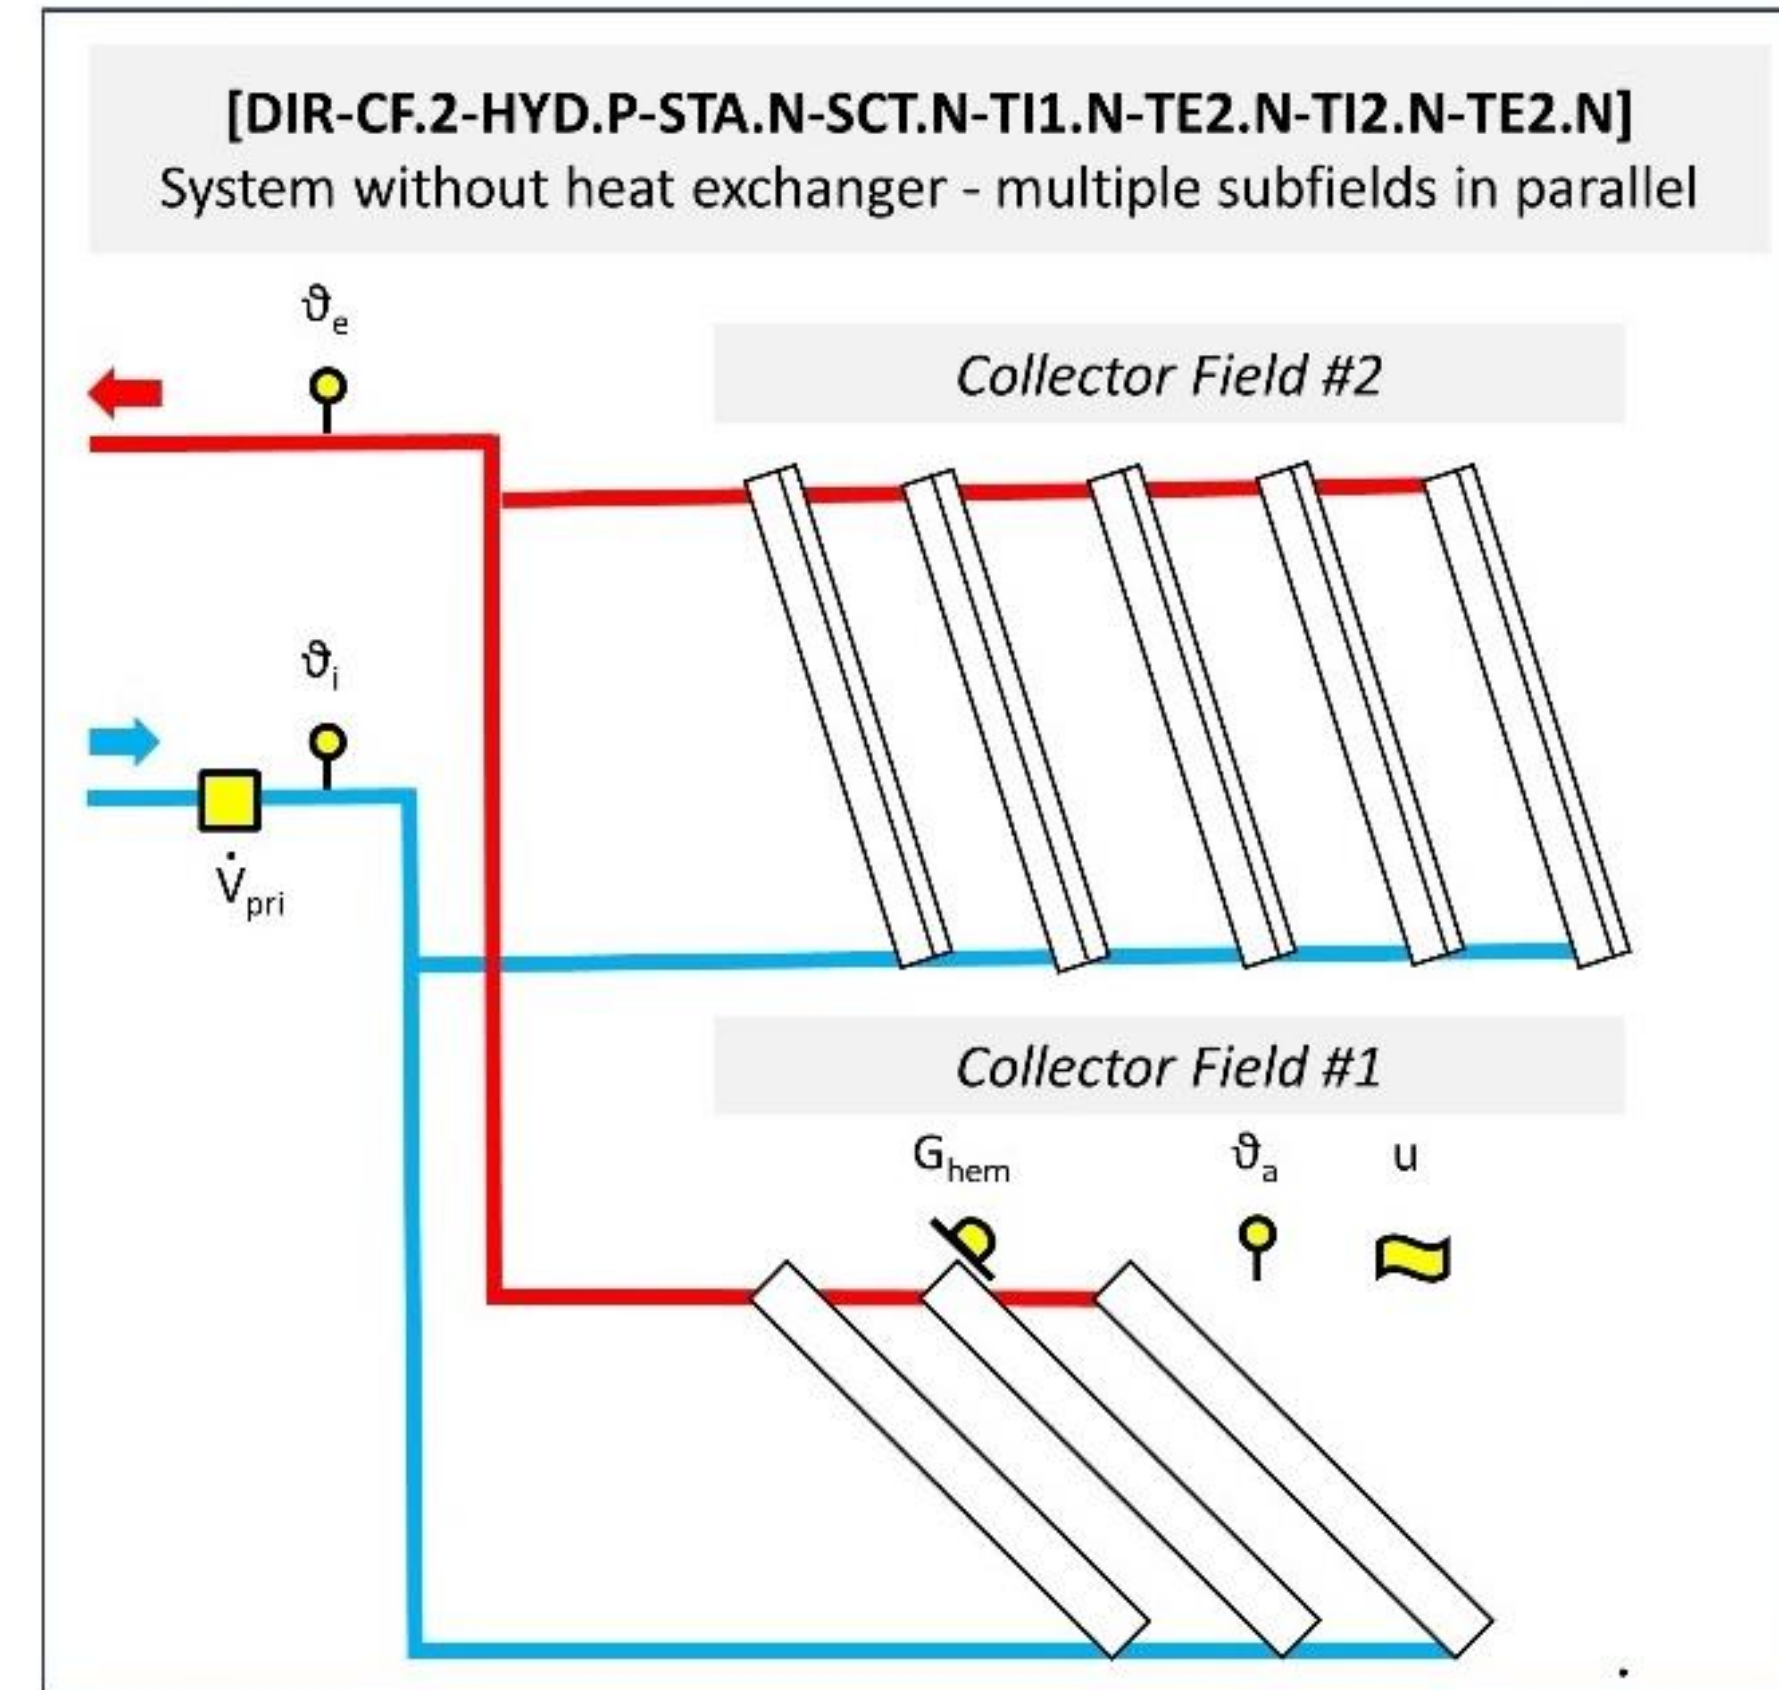 [DIR-CF.2-HYD.P-STA.N-SCT.N-TI1.N-TE2.N-TI2.N-TE2.N]
System without heat exchanger - multiple subfields in parallel
ϑe
Collector Field #2
ϑi
V̇pri
Collector Field #1
Ghem ϑa u